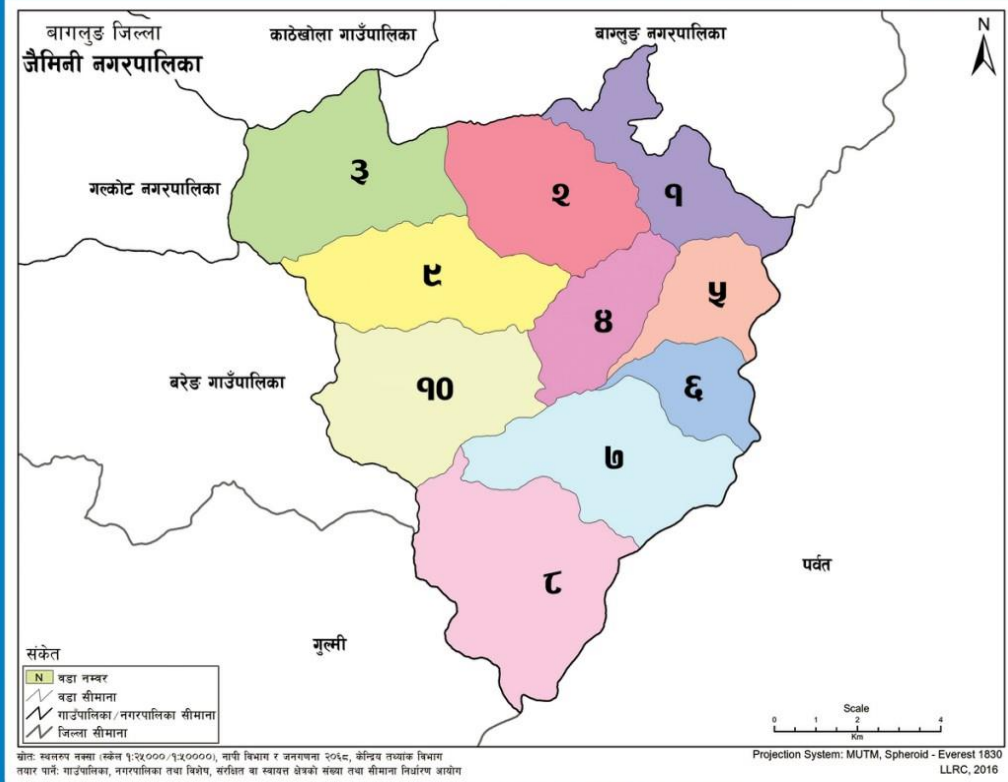 बागलुङ जिल्ला
जैमिनी नगरपालिका
काठेखोला गाउँपालिका
बाग्लुङ नगरपालिका
N
३
२
१
गल्कोट नगरपालिका
९
५
४
बरेङ गाउँपालिका
१०
६
७
पर्वत
८
गुल्मी
संकेत
N वडा नम्वर
वडा सीमाना
गाउँपालिका/नगरपालिका सीमाना
जिल्ला सीमाना
Scale
0 1 2 4
Km
स्रोतः स्थलरुप नक्सा (स्केल १:२५०००/१:५००००), नापी विभाग र जनगणना २०६८, केन्द्रिय तथ्यांक विभाग
तयार पार्नेः गाउँपालिका, नगरपालिका तथा विशेष, संरक्षित वा स्वायत्त क्षेत्रको संख्या तथा सीमाना निर्धारण आयोग
Projection System: MUTM, Spheroid - Everest 1830
LLRC, 2016